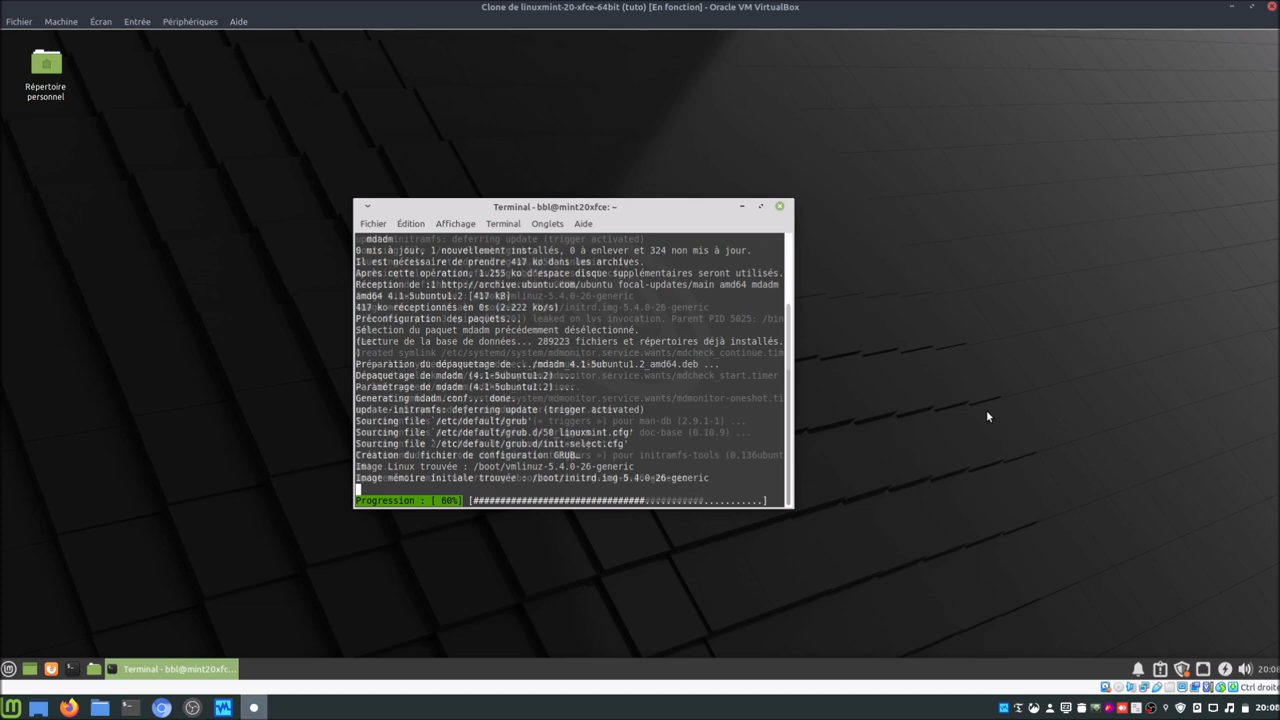 Clone de linuxmint-20-xfce-64bit (tuto) [En fonction] - Oracle VM VirtualBox
Fichier Machine Écran Entrée Périphériques Aide
Répertoire
personnel
Terminal - bbl@mint20xfce: ~
Fichier Édition Affichage Terminal Onglets Aide
mdadm
0 mis à jour, 1 nouvellement installés, 0 à enlever et 324 non mis à jour.
Il est nécessaire de prendre 417 ko dans les archives.
Après cette opération, 1 255 ko d'espace disque supplémentaires seront utilisés.
Réception de :1 http://archive.ubuntu.com/ubuntu focal-updates/main amd64 mdadm
amd64 4.1-5ubuntu1.2 [417 kB]
417 ko réceptionnés en 0s (2 222 ko/s)
Préconfiguration des paquets...
Sélection du paquet mdadm précédemment désélectionné.
(Lecture de la base de données... 289223 fichiers et répertoires déjà installés.
)
Préparation du dépaquetage de .../mdadm_4.1-5ubuntu1.2_amd64.deb ...
Dépaquetage de mdadm (4.1-5ubuntu1.2) ...
Paramétrage de mdadm (4.1-5ubuntu1.2) ...
Generating mdadm.conf... done.
update-initramfs: deferring update (trigger activated)
Sourcing file `/etc/default/grub'
Sourcing file `/etc/default/grub.d/50_linuxmint.cfg'
Sourcing file `/etc/default/grub.d/init-select.cfg'
Création du fichier de configuration GRUB…
Image Linux trouvée : /boot/vmlinuz-5.4.0-26-generic
Image mémoire initiale trouvée : /boot/initrd.img-5.4.0-26-generic
Progression : [ 60%]
Terminal - bbl@mint20xfc...
20:08
Ctrl droite
20:08